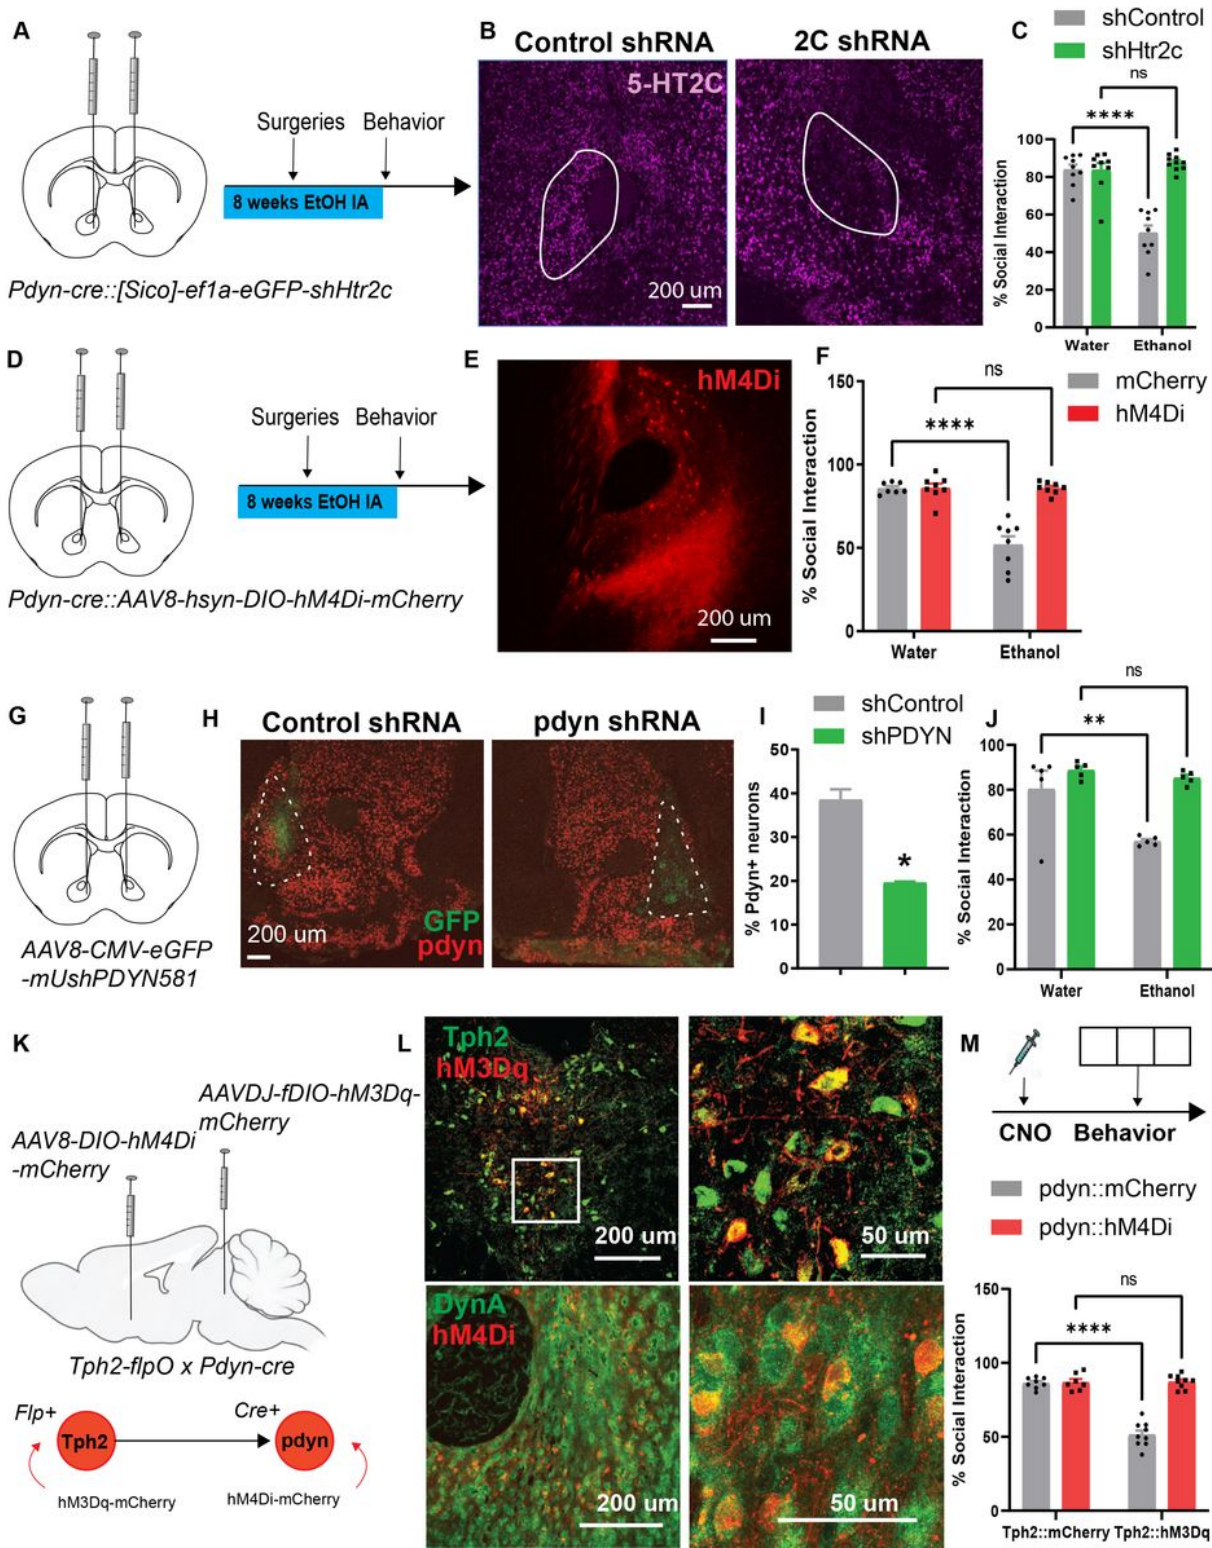 A
Surgeries
Behavior
8 weeks EtOH IA
Pdyn-cre::[Sico]-ef1a-eGFP-shHtr2c
B
Control shRNA
2C shRNA
5-HT2C
200 um
C
shControl
shHtr2c
ns
****
% Social Interaction
100
80
60
40
20
0
Water
Ethanol
D
Surgeries
Behavior
8 weeks EtOH IA
Pdyn-cre::AAV8-hsyn-DIO-hM4Di-mCherry
E
hM4Di
200 um
F
mCherry
hM4Di
ns
****
% Social Interaction
150
100
50
0
Water
Ethanol
G
AAV8-CMV-eGFP
-mUshPDYN581
H
Control shRNA
pdyn shRNA
200 um
GFP
pdyn
I
shControl
shPDYN
% Pdyn+ neurons
50
40
30
20
10
0
*
J
ns
**
% Social Interaction
100
80
60
40
20
0
Water
Ethanol
K
AAVDJ-fDIO-hM3Dq-
mCherry
AAV8-DIO-hM4Di
-mCherry
Tph2-flpO x Pdyn-cre
Flp+
Cre+
Tph2
pdyn
hM3Dq-mCherry
hM4Di-mCherry
L
Tph2
hM3Dq
200 um
50 um
DynA
hM4Di
200 um
50 um
M
CNO
Behavior
pdyn::mCherry
pdyn::hM4Di
ns
****
% Social Interaction
150
100
50
0
Tph2::mCherry
Tph2::hM3Dq